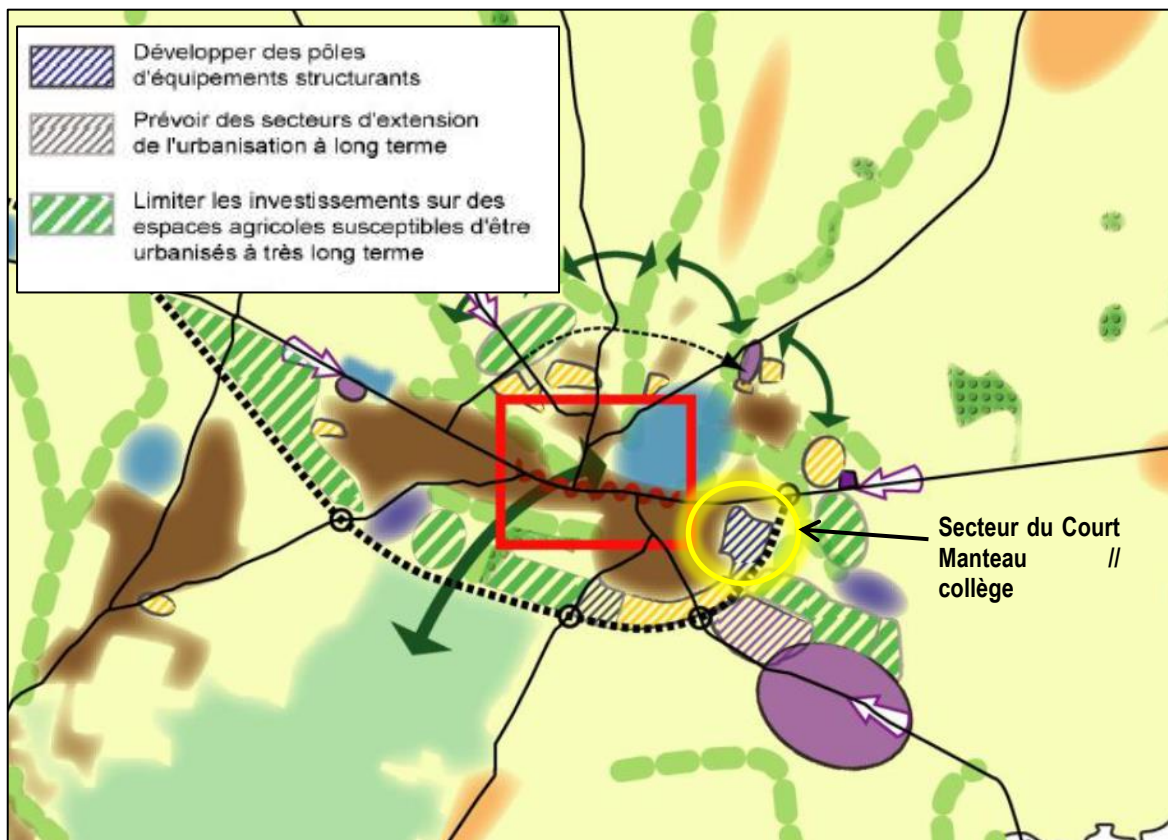 Développer des pôles
d'équipements structurants
Prévoir des secteurs d'extension
de l'urbanisation à long terme
Limiter les investissements sur des
espaces agricoles susceptibles d'être
urbanisés à très long terme
Secteur du Court
Manteau //
collège